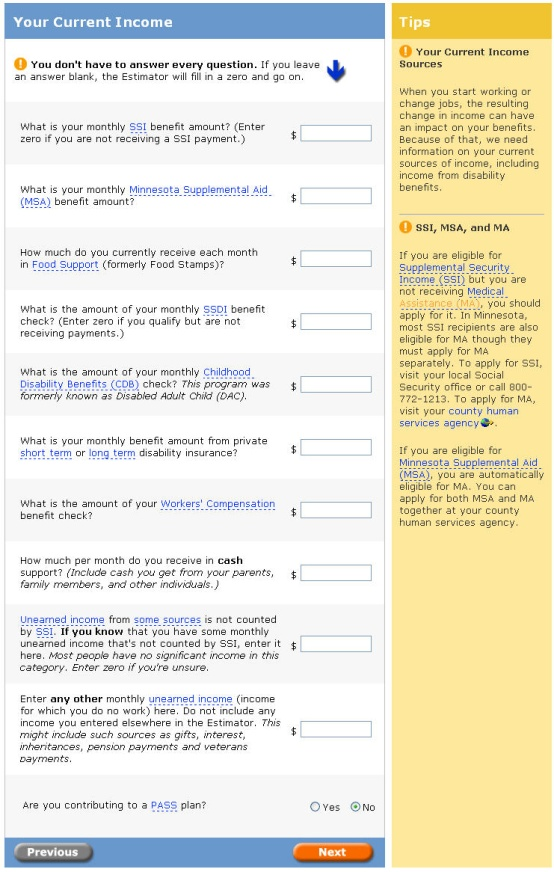 Your Current Income
You don't have to answer every question. If you leave
an answer blank, the Estimator will fill in a zero and go on.
What is your monthly SSI benefit amount? (Enter
zero if you are not receiving a SSI payment.)
$
What is your monthly Minnesota Supplemental Aid
(MSA) benefit amount?
$
How much do you currently receive each month
in Food Support (formerly Food Stamps)?
$
What is the amount of your monthly SSDI benefit
check? (Enter zero if you qualify but are not
receiving payments.)
$
What is the amount of your monthly Childhood
Disability Benefits (CDB) check? This program was
formerly known as Disabled Adult Child (DAC).
$
What is your monthly benefit amount from private
short term or long term disability insurance?
$
What is the amount of your Workers' Compensation
benefit check?
$
How much per month do you receive in cash
support? (Include cash you get from your parents,
family members, and other individuals.)
$
Unearned income from some sources is not counted
by SSI. If you know that you have some monthly
unearned income that's not counted by SSI, enter it
here. Most people have no significant income in this
category. Enter zero if you're unsure.
$
Enter any other monthly unearned income (income
for which you do no work) here. Do not include any
income you entered elsewhere in the Estimator. This
might include such sources as gifts, interest,
inheritances, pension payments and veterans
payments.
$
Are you contributing to a PASS plan?
Yes No
Previous
Next
Tips
Your Current Income
Sources
When you start working or
change jobs, the resulting
change in income can have
an impact on your benefits.
Because of that, we need
information on your current
sources of income, including
income from disability
benefits.
SSI, MSA, and MA
If you are eligible for
Supplemental Security
Income (SSI) but you are
not receiving Medical
Assistance (MA), you should
apply for it. In Minnesota,
most SSI recipients are also
eligible for MA though they
must apply for MA
separately. To apply for SSI,
visit your local Social
Security office or call 800-
772-1213. To apply for MA,
visit your county human
services agency.
If you are eligible for
Minnesota Supplemental Aid
(MSA), you are automatically
eligible for MA. You can
apply for both MSA and MA
together at your county
human services agency.